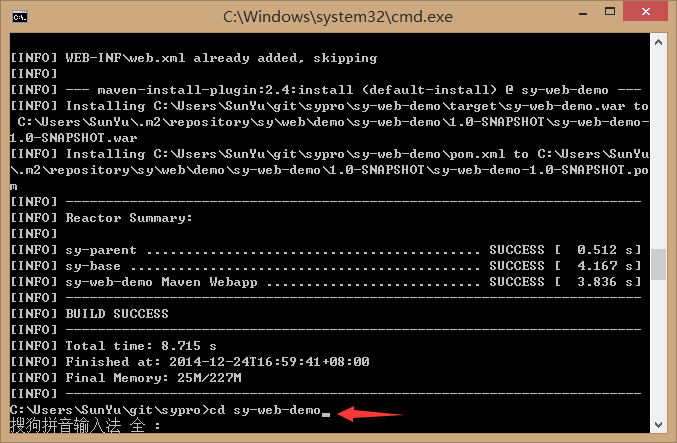 C:\Windows\system32\cmd.exe
[INFO] WEB-INF\web.xml already added, skipping
[INFO]
[INFO] --- maven-install-plugin:2.4:install (default-install) @ sy-web-demo ---
[INFO] Installing C:\Users\SunYu\git\sypro\sy-web-demo\target\sy-web-demo.war to
 C:\Users\SunYu\.m2\repository\sy\web\demo\sy-web-demo\1.0-SNAPSHOT\sy-web-demo-
1.0-SNAPSHOT.war
[INFO] Installing C:\Users\SunYu\git\sypro\sy-web-demo\pom.xml to C:\Users\SunYu
\.m2\repository\sy\web\demo\sy-web-demo\1.0-SNAPSHOT\sy-web-demo-1.0-SNAPSHOT.po
m
[INFO] ------------------------------------------------------------------------
[INFO] Reactor Summary:
[INFO]
[INFO] sy-parent .......................................... SUCCESS [  0.512 s]
[INFO] sy-base ............................................ SUCCESS [  4.167 s]
[INFO] sy-web-demo Maven Webapp ........................... SUCCESS [  3.836 s]
[INFO] ------------------------------------------------------------------------
[INFO] BUILD SUCCESS
[INFO] ------------------------------------------------------------------------
[INFO] Total time: 8.715 s
[INFO] Finished at: 2014-12-24T16:59:41+08:00
[INFO] Final Memory: 25M/227M
[INFO] ------------------------------------------------------------------------
C:\Users\SunYu\git\sypro>cd sy-web-demo_
搜狗拼音输入法 全 :